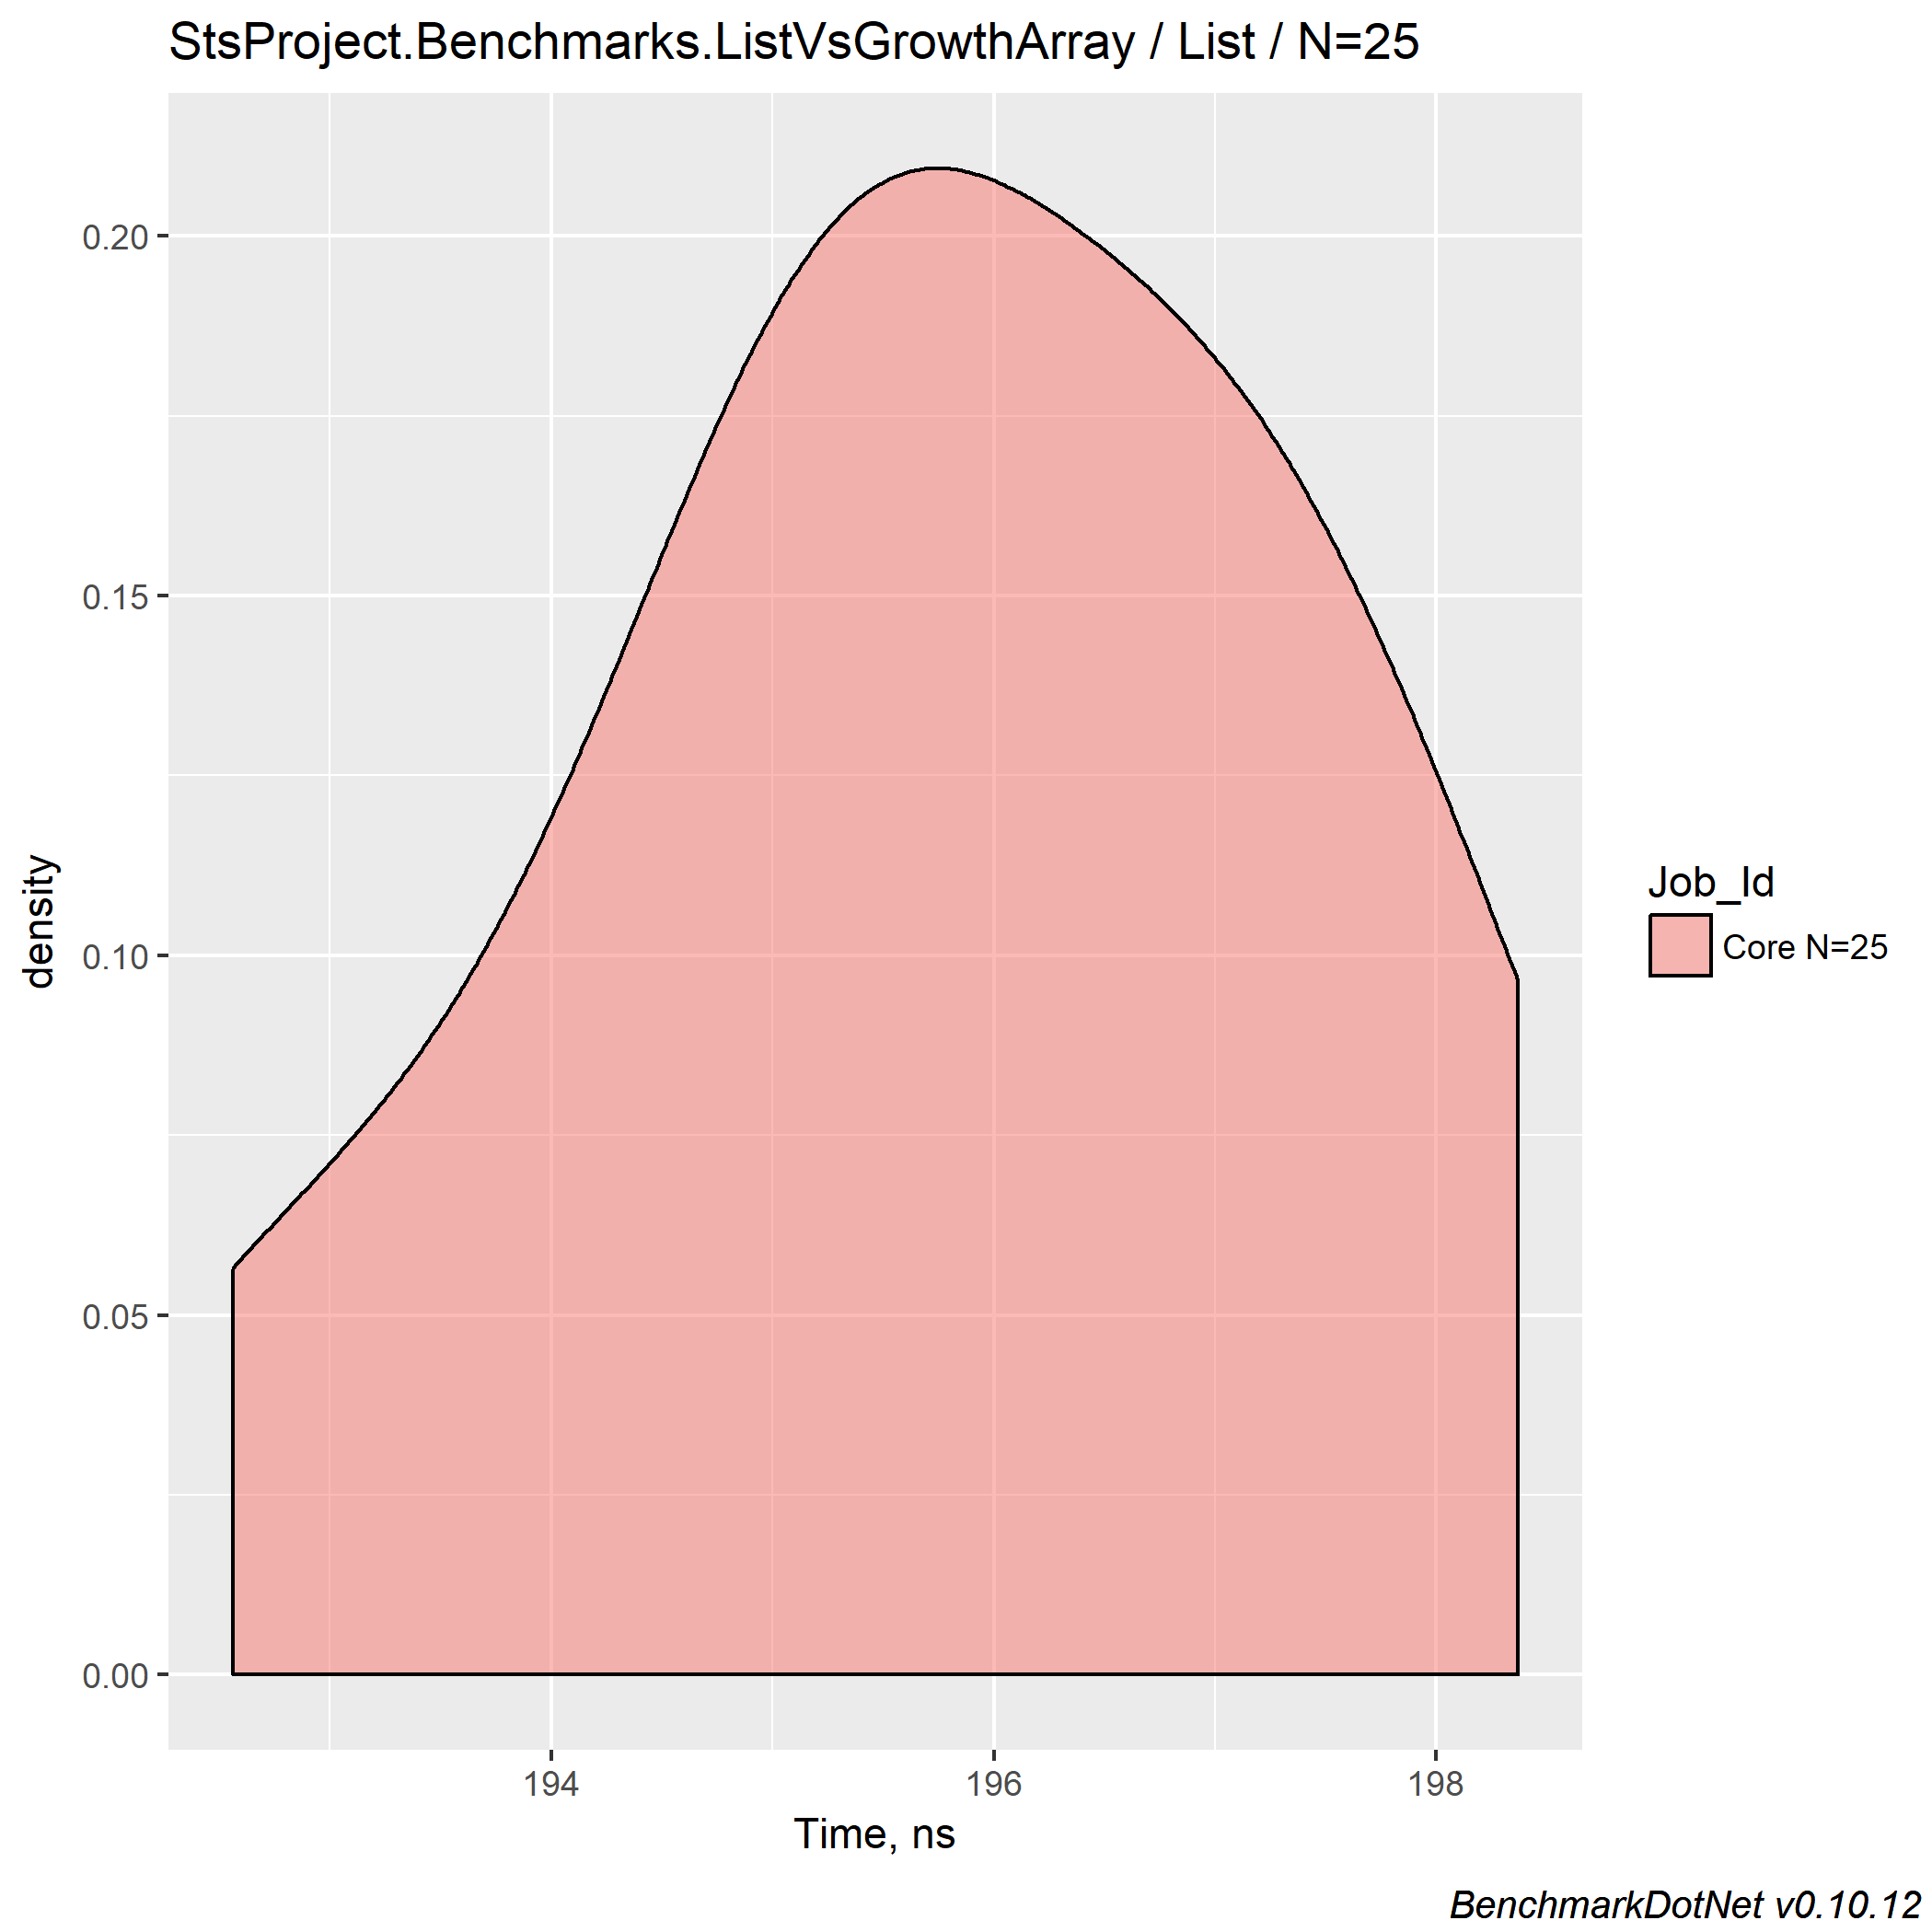 StsProject.Benchmarks.ListVsGrowthArray / List / N=25
0.20
0.15
0.10
0.05
0.00
density
194 196 198
Time, ns
Job_Id
Core N=25
BenchmarkDotNet v0.10.12